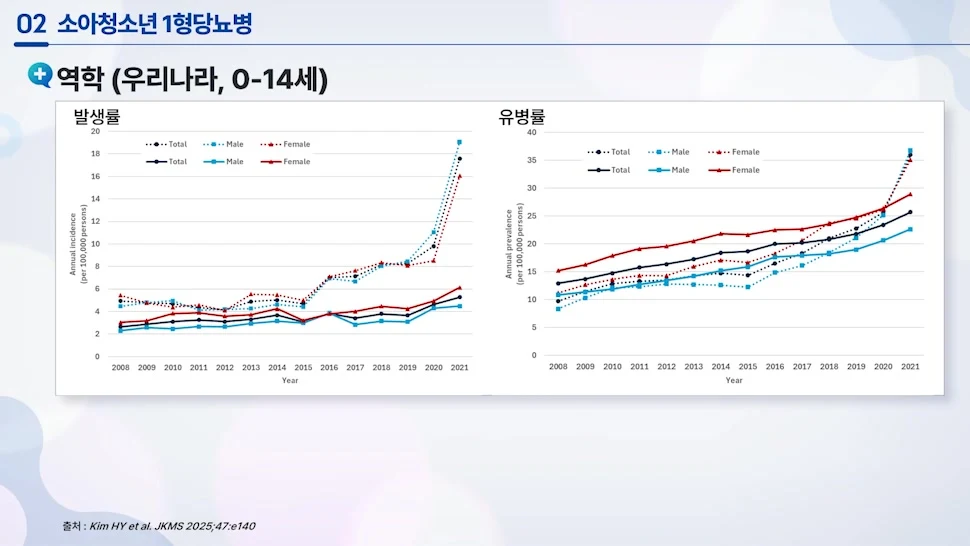 02 소아청소년 1형당뇨병
역학 (우리나라, 0-14세)
발생률
Total Male Female
Total Male Female
Annual incidence
(per 100,000 persons)
20
18
16
14
12
10
8
6
4
2
0
2008 2009 2010 2011 2012 2013 2014 2015 2016 2017 2018 2019 2020 2021
Year
유병률
Total Male Female
Total Male Female
Annual prevalence
(per 100,000 persons)
40
35
30
25
20
15
10
5
0
2008 2009 2010 2011 2012 2013 2014 2015 2016 2017 2018 2019 2020 2021
Year
출처 : Kim HY et al. JKMS 2025;47:e140